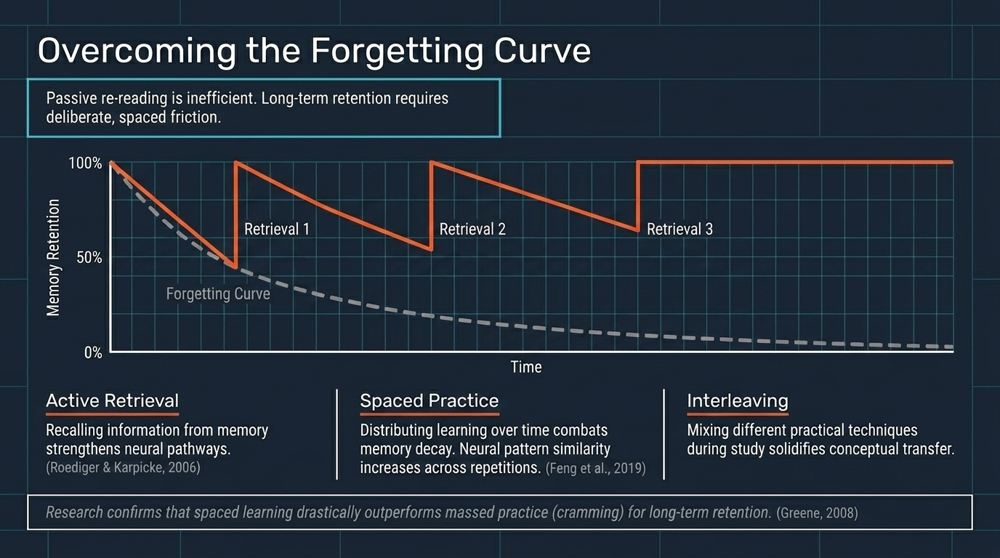 Overcoming the Forgetting Curve
Passive re-reading is inefficient. Long-term retention requires
deliberate, spaced friction.
100%
50%
0%
Memory Retention
Retrieval 1
Retrieval 2
Retrieval 3
Forgetting Curve
Time
Active Retrieval
Recalling information from memory
strengthens neural pathways.
(Roediger & Karpicke, 2006)
Spaced Practice
Distributing learning over time combats
memory decay. Neural pattern similarity
increases across repetitions. (Feng et al., 2019)
Interleaving
Mixing different practical techniques
during study solidifies conceptual transfer.
Research confirms that spaced learning drastically outperforms massed practice (cramming) for long-term retention. (Greene, 2008)